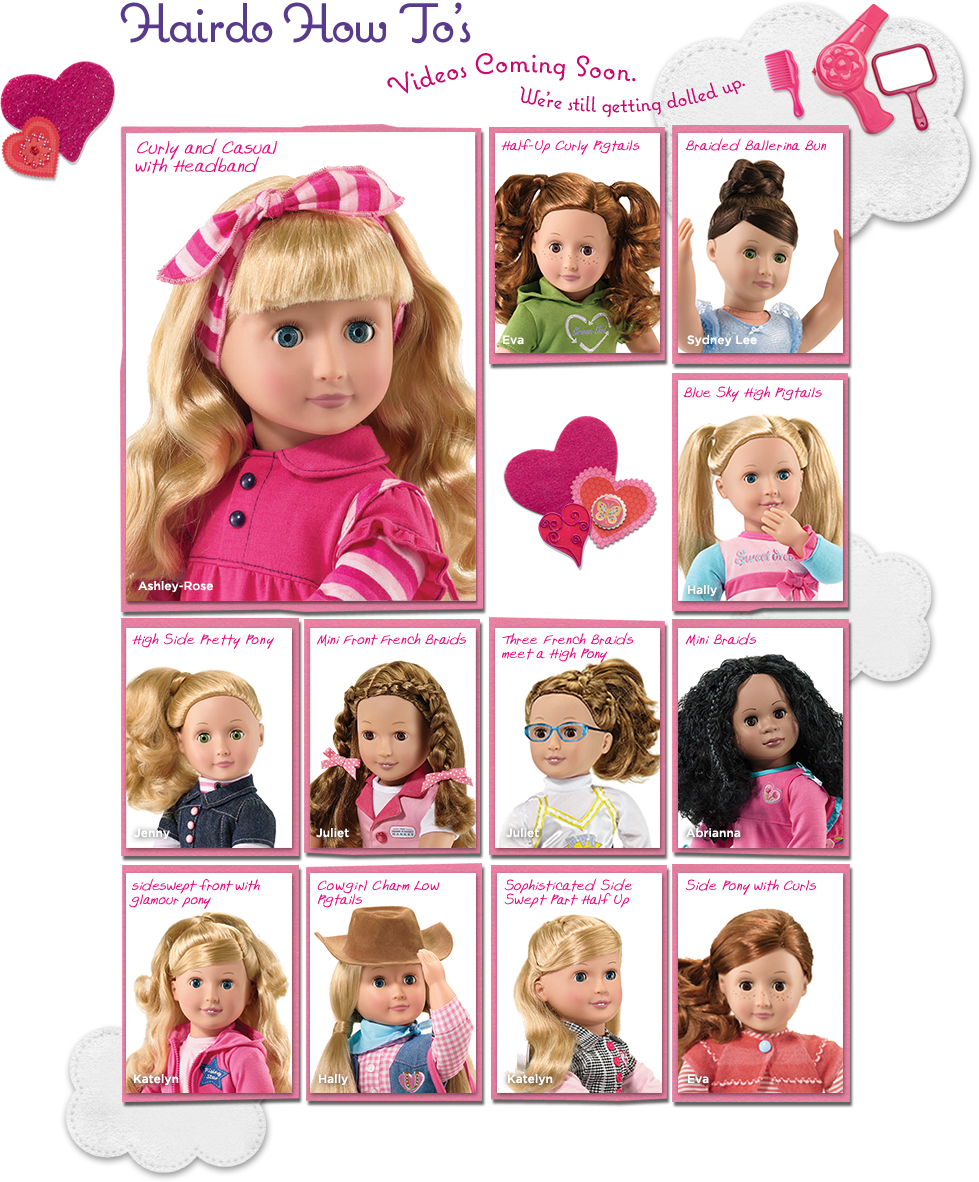 Hairdo How To's
Videos Coming Soon.
We're still getting dolled up.
Curly and Casual
with Headband
Ashley-Rose
Half-Up Curly Pigtails
Eva
Braided Ballerina Bun
Sydney Lee
Blue Sky High Pigtails
Hally
High Side Pretty Pony
Jenny
Mini Front French Braids
Juliet
Three French Braids
meet a High Pony
Juliet
Mini Braids
Abrianna
sideswept front with
glamour pony
Rising
Star
Katelyn
Cowgirl Charm Low
Pigtails
Hally
Sophisticated Side
Swept Part Half Up
Katelyn
Side Pony with Curls
Eva